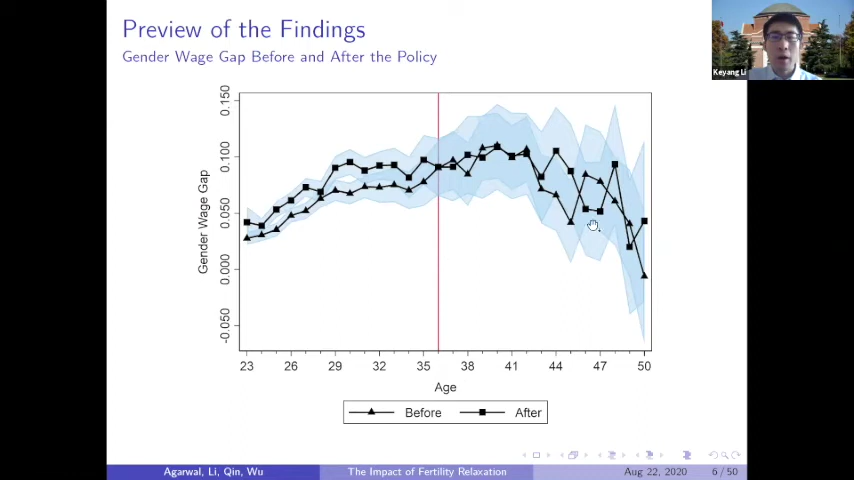 Preview of the Findings
Gender Wage Gap Before and After the Policy
Keyang Li
Gender Wage Gap
0.150
0.100
0.050
0.000
-0.050
23 26 29 32 35 38 41 44 47 50
Age
Before After
Agarwal, Li, Qin, Wu The Impact of Fertility Relaxation Aug 22, 2020 6 / 50